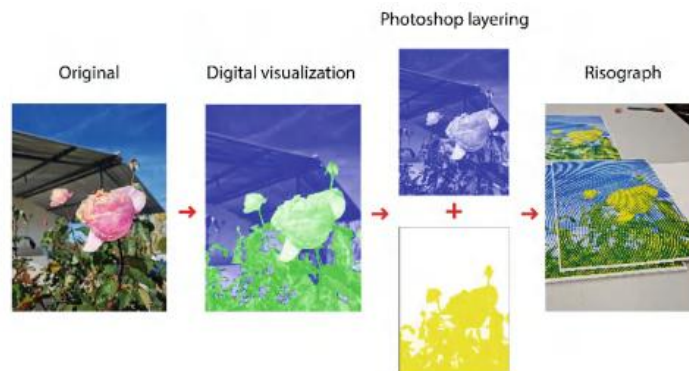 Photoshop layering
Original
Digital visualization
Risograph